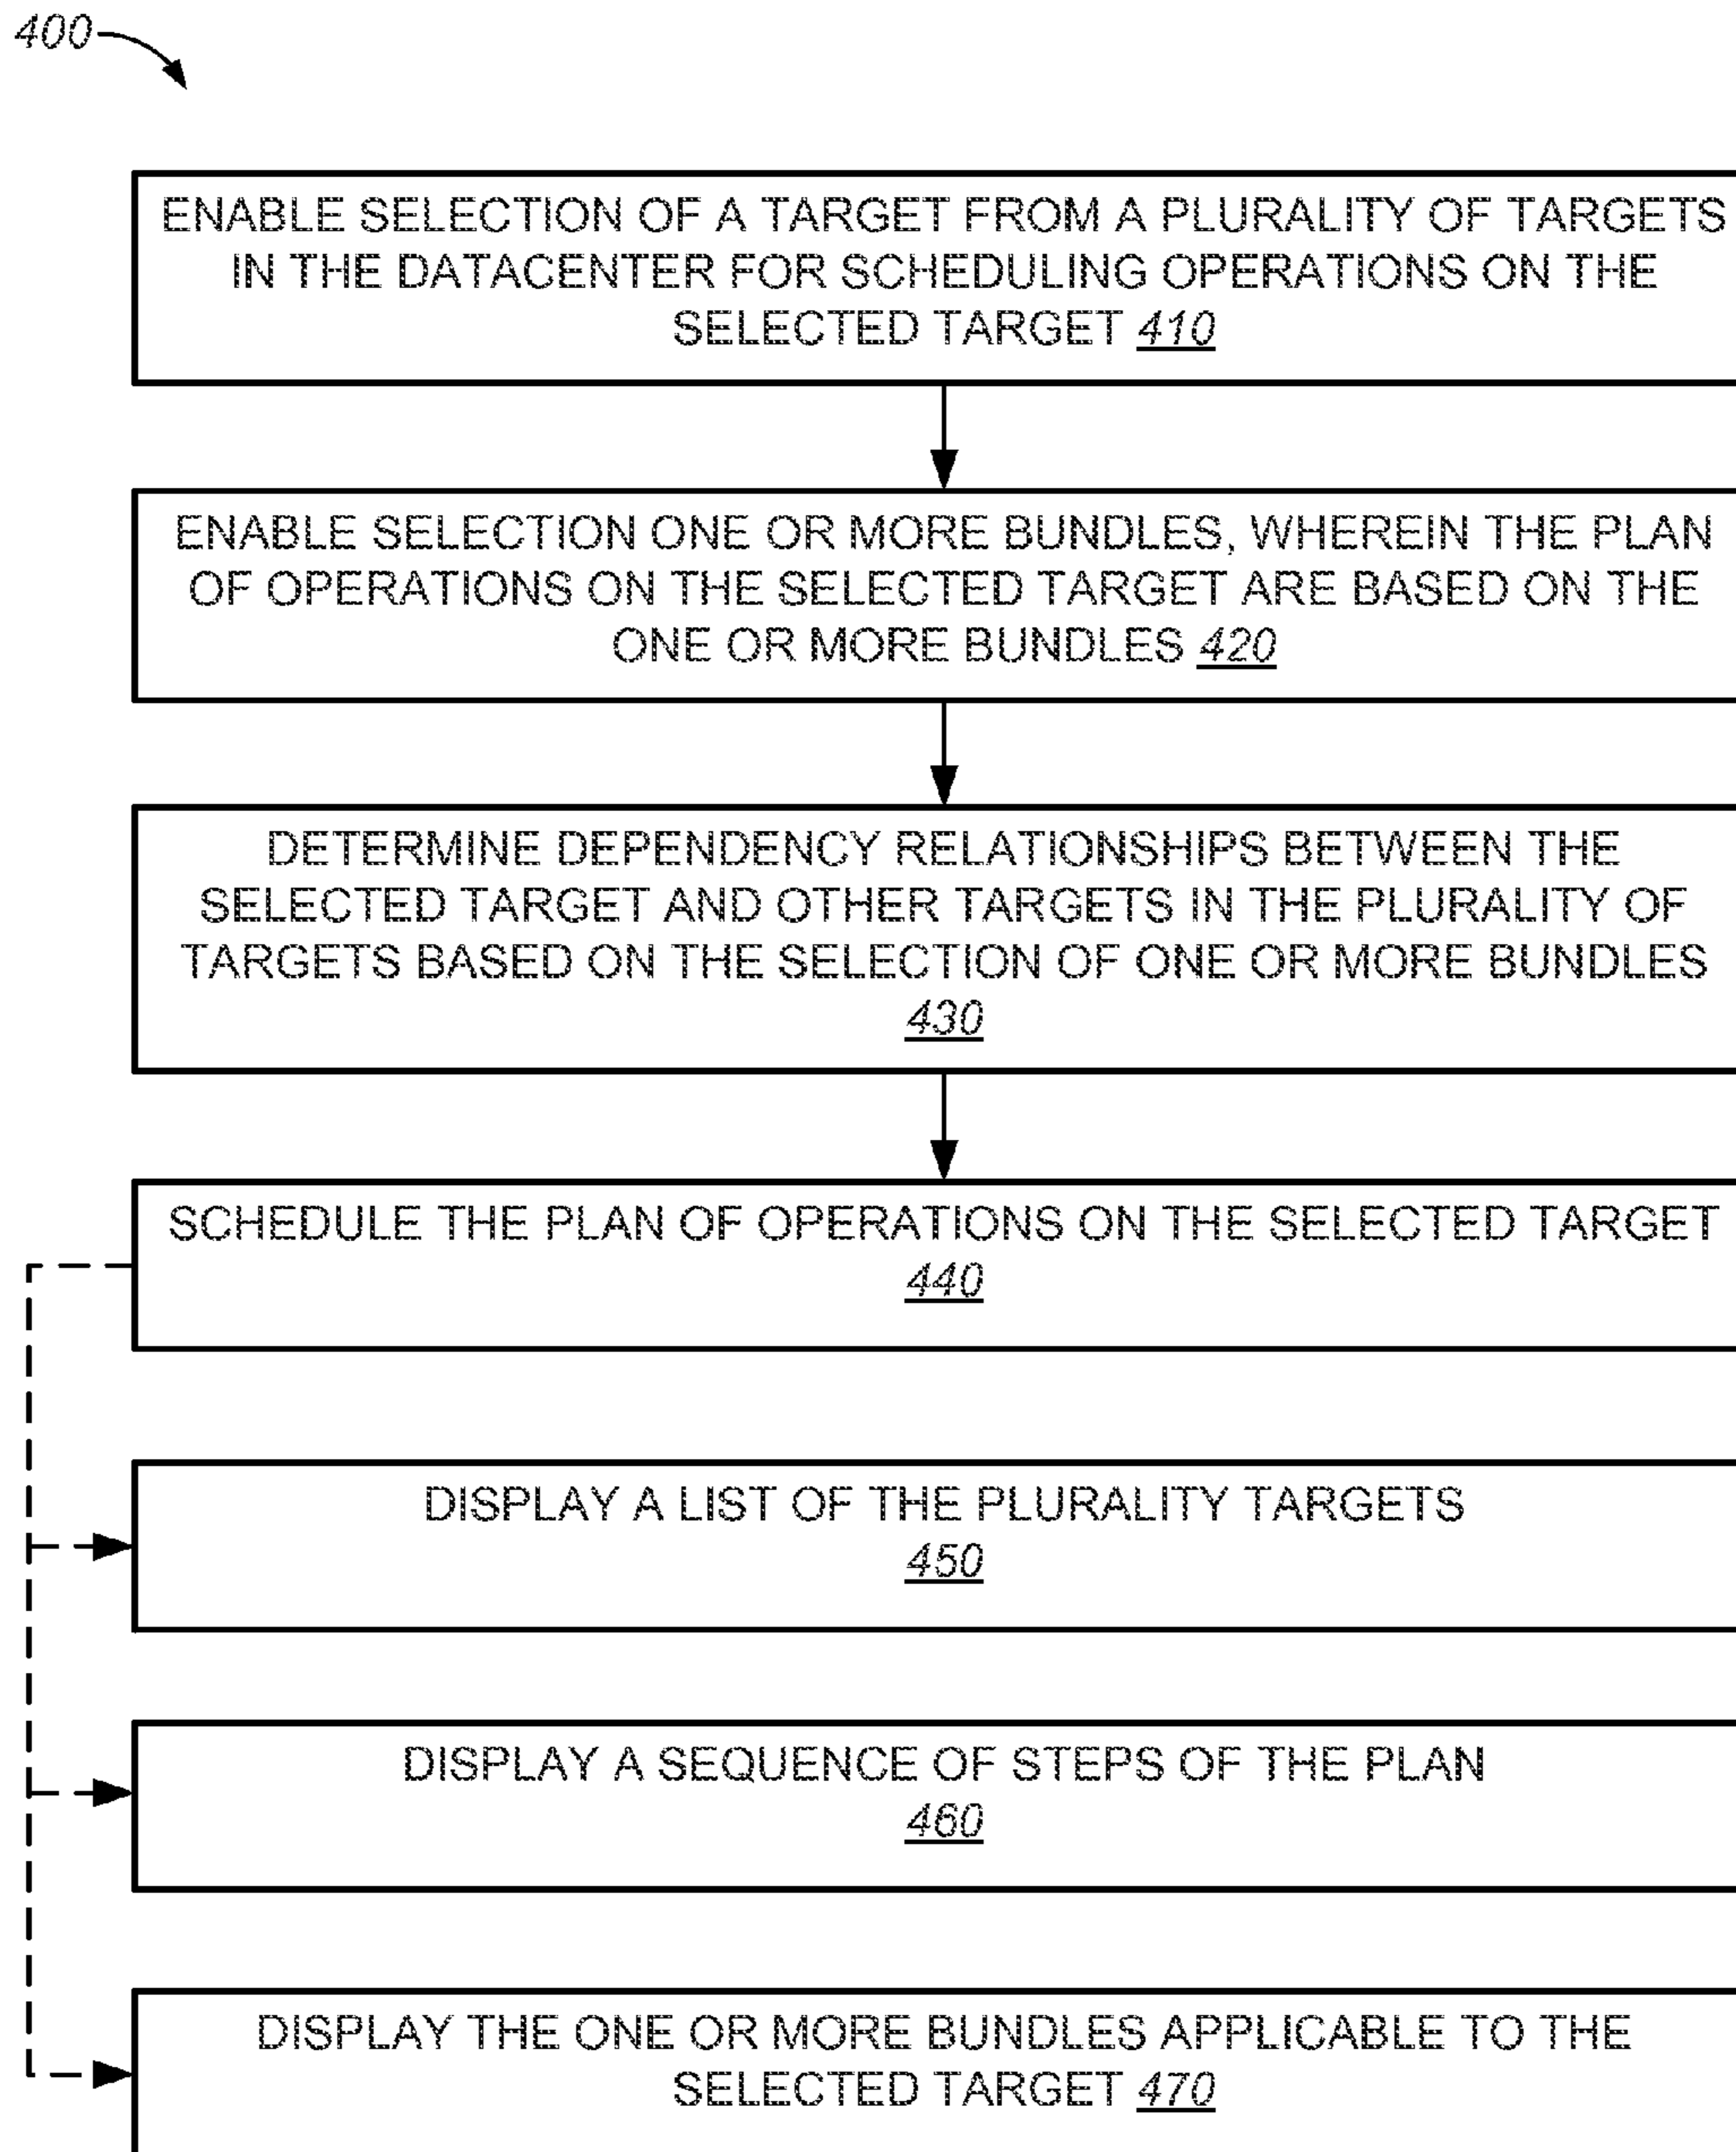 400
ENABLE SELECTION OF A TARGET FROM A PLURALITY OF TARGETS
IN THE DATACENTER FOR SCHEDULING OPERATIONS ON THE
SELECTED TARGET 410
ENABLE SELECTION ONE OR MORE BUNDLES, WHEREIN THE PLAN
OF OPERATIONS ON THE SELECTED TARGET ARE BASED ON THE
ONE OR MORE BUNDLES 420
DETERMINE DEPENDENCY RELATIONSHIPS BETWEEN THE
SELECTED TARGET AND OTHER TARGETS IN THE PLURALITY OF
TARGETS BASED ON THE SELECTION OF ONE OR MORE BUNDLES
430
SCHEDULE THE PLAN OF OPERATIONS ON THE SELECTED TARGET
440
DISPLAY A LIST OF THE PLURALITY TARGETS
450
DISPLAY A SEQUENCE OF STEPS OF THE PLAN
460
DISPLAY THE ONE OR MORE BUNDLES APPLICABLE TO THE
SELECTED TARGET 470